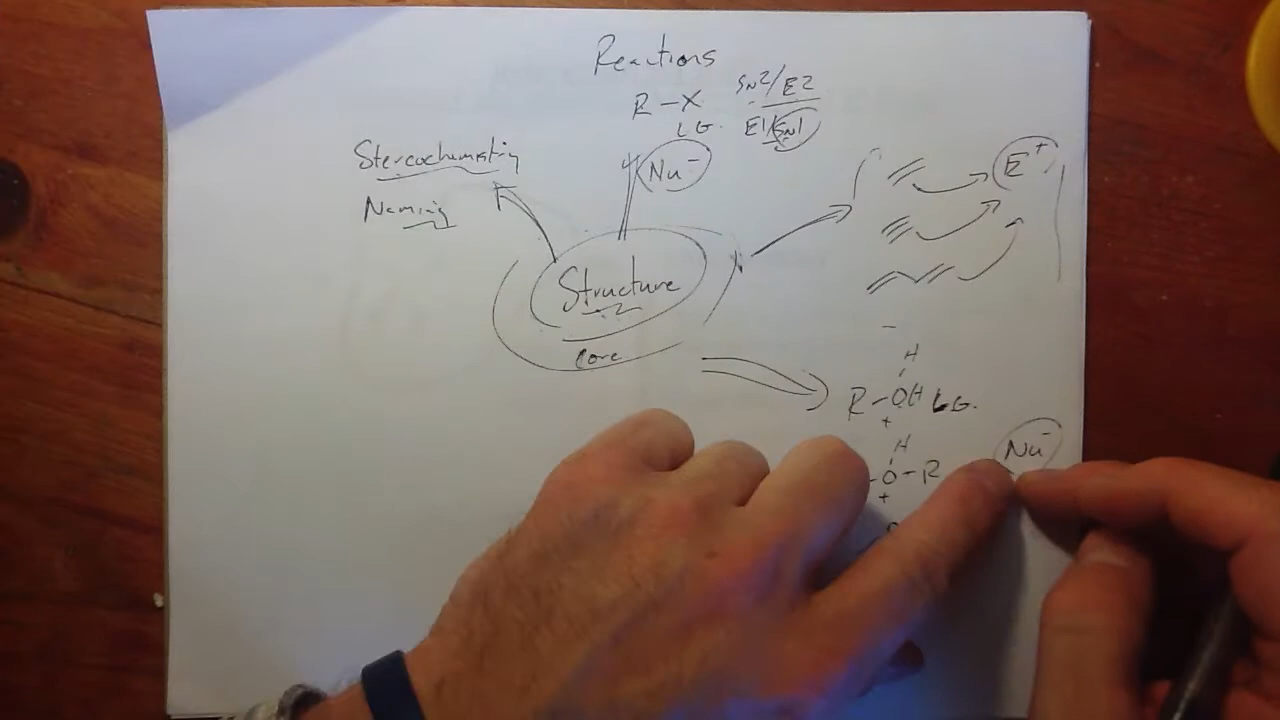 Reactions
R-X SN2/E2
LG. E1/SN1
Stereochemistry
Naming
Nu⁻
E⁺
Structure
Core
H
R-OH LG.
+
H
-O-R
+
Nu⁻